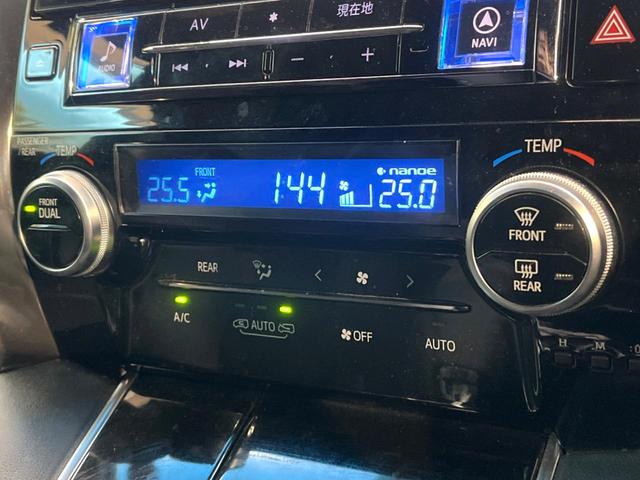 AV
現在地
AUDIO
NAVI
PASSENGER
/REAR
TEMP
FRONT
DUAL
25.5
FRONT
1:44
nanoe
25.0
TEMP
FRONT
REAR
REAR
A/C
AUTO
OFF
AUTO
H
M
:0